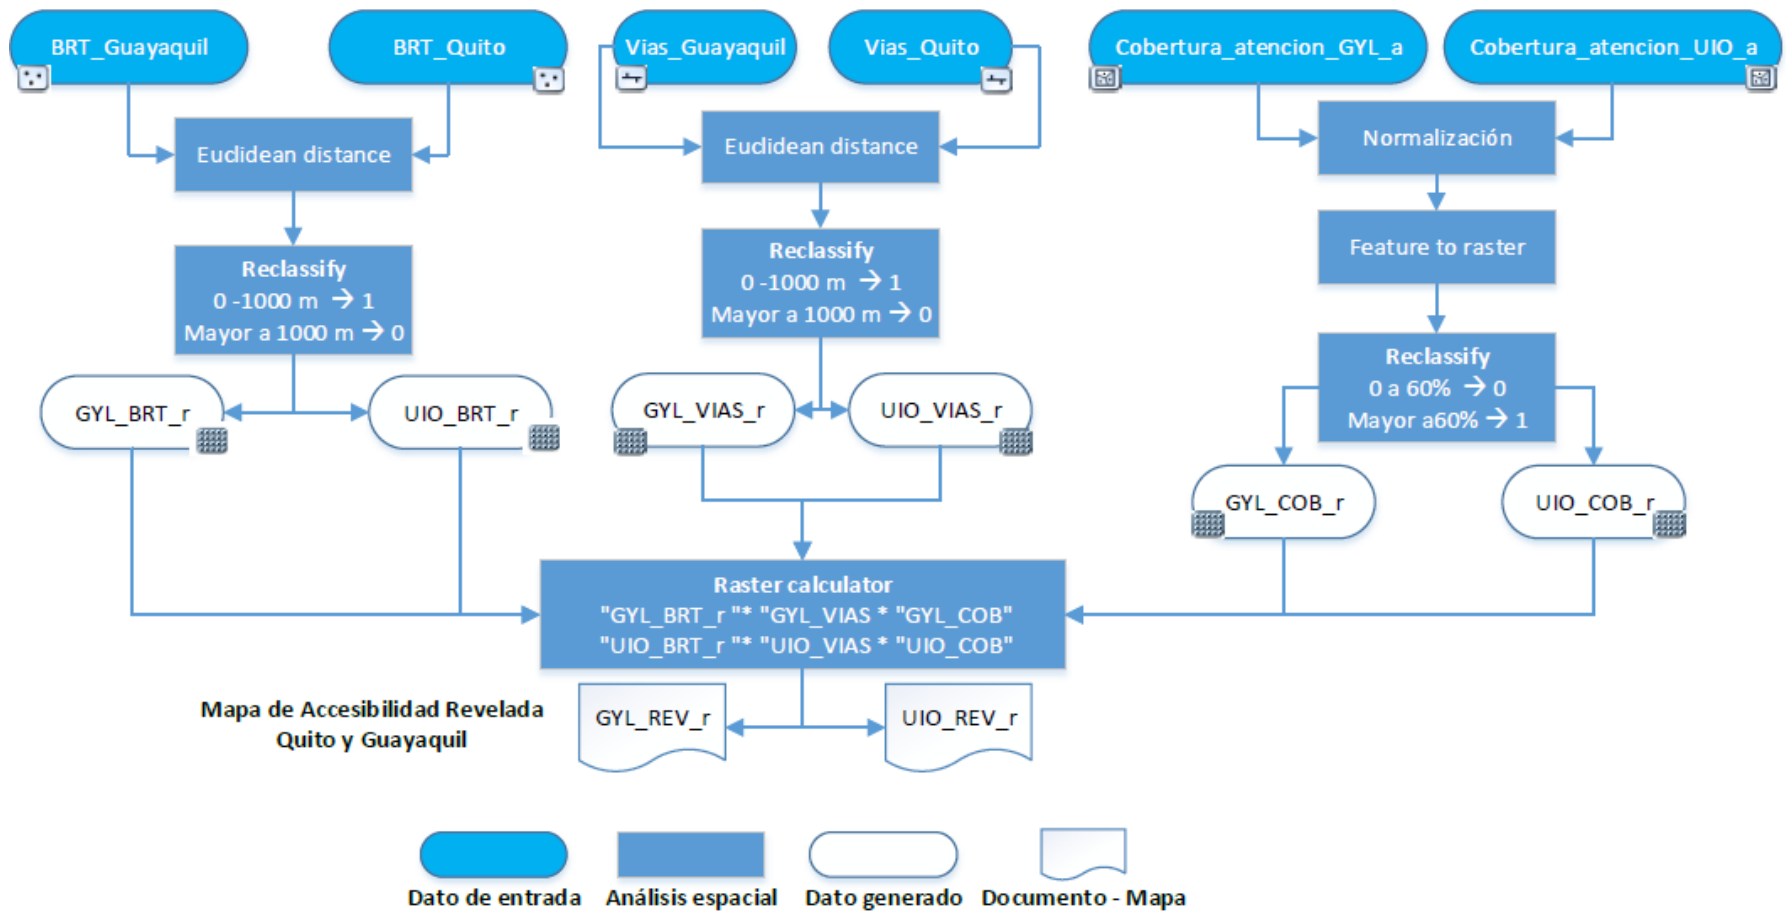 BRT_Guayaquil
BRT_Quito
Vias_Guayaquil
Vias_Quito
Cobertura_atencion_GYL_a
Cobertura_atencion_UIO_a
Euclidean distance
Euclidean distance
Normalización
Feature to raster
Reclassify
0 -1000 m → 1
Mayor a 1000 m → 0
Reclassify
0 -1000 m → 1
Mayor a 1000 m → 0
Reclassify
0 a 60% → 0
Mayor a60% → 1
GYL_BRT_r
UIO_BRT_r
GYL_VIAS_r
UIO_VIAS_r
GYL_COB_r
UIO_COB_r
Raster calculator
"GYL_BRT_r "* "GYL_VIAS * "GYL_COB"
"UIO_BRT_r "* "UIO_VIAS * "UIO_COB"
Mapa de Accesibilidad Revelada
Quito y Guayaquil
GYL_REV_r
UIO_REV_r
Dato de entrada
Análisis espacial
Dato generado
Documento - Mapa